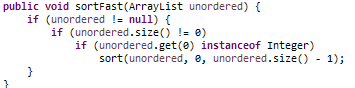 public void sortFast(ArrayList unordered) {
    if (unordered != null) {
        if (unordered.size() != 0)
            if (unordered.get(0) instanceof Integer)
                sort(unordered, 0, unordered.size() - 1);
    }
}